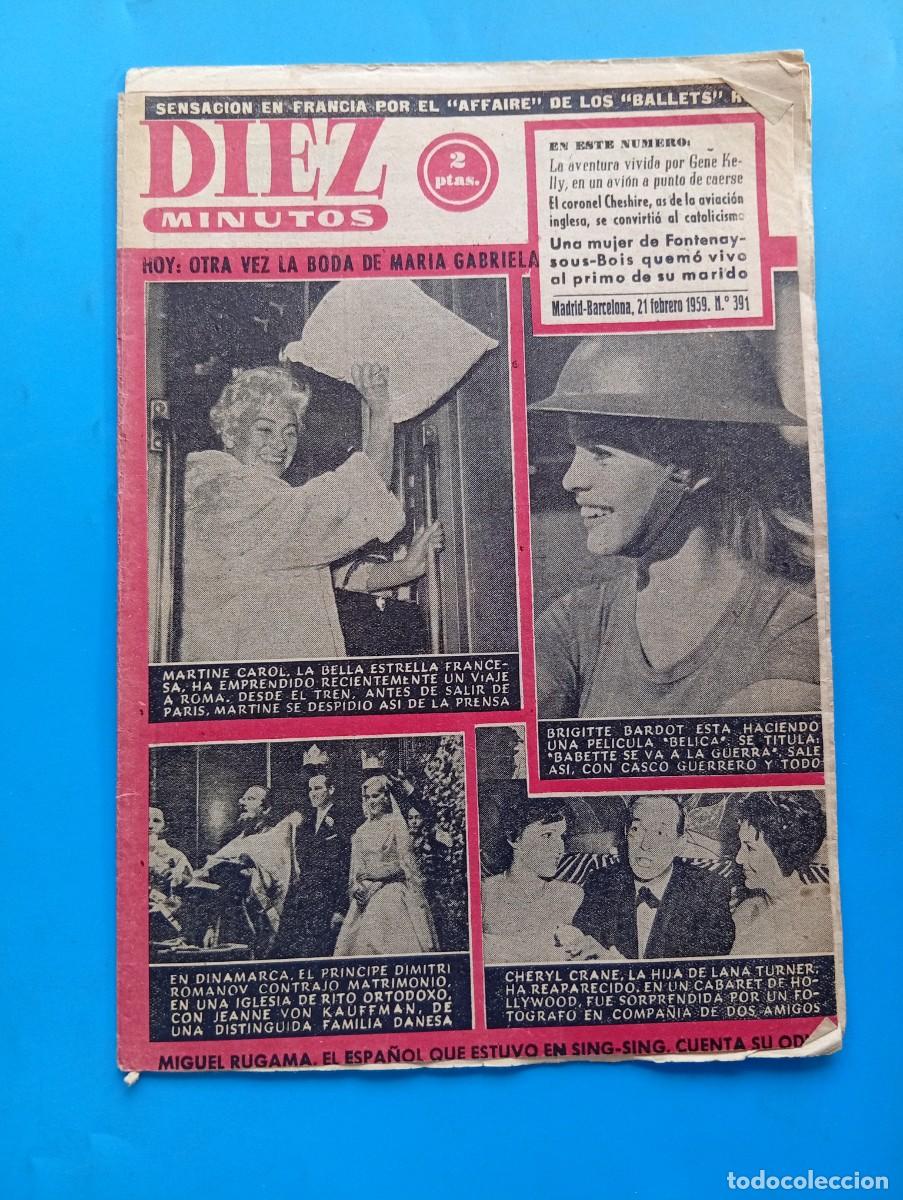 SENSACION EN FRANCIA POR EL "AFFAIRE" DE LOS "BALLETS"
DIEZ
MINUTOS
2
ptas.
EN ESTE NUMERO:
La aventura vivida por Gene Ke-
lly, en un avión a punto de caerse
El coronel Cheshire, as de la aviación
inglesa, se convirtió al catolicismo
Una mujer de Fontenay-
sous-Bois quemó vivo
al primo de su marido
Madrid-Barcelona, 21 febrero 1959. N.º 391
HOY: OTRA VEZ LA BODA DE MARIA GABRIELA
MARTINE CAROL, LA BELLA ESTRELLA FRANCE-
SA, HA EMPRENDIDO RECIENTEMENTE UN VIAJE
A ROMA. DESDE EL TREN, ANTES DE SALIR DE
PARIS, MARTINE SE DESPIDIO ASI DE LA PRENSA
BRIGITTE BARDOT ESTA HACIENDO
UNA PELICULA "BELICA". SE TITULA:
"BABETTE SE VA A LA GUERRA". SALE
ASI, CON CASCO GUERRERO Y TODO
EN DINAMARCA, EL PRINCIPE DIMITRI
ROMANOV CONTRAJO MATRIMONIO,
EN UNA IGLESIA DE RITO ORTODOXO,
CON JEANNE VON KAUFFMAN, DE
UNA DISTINGUIDA FAMILIA DANESA
CHERYL CRANE, LA HIJA DE LANA TURNER,
HA REAPARECIDO. EN UN CABARET DE HO-
LLYWOOD, FUE SORPRENDIDA POR UN FO-
TOGRAFO EN COMPAÑIA DE DOS AMIGOS
MIGUEL RUGAMA, EL ESPAÑOL QUE ESTUVO EN SING-SING, CUENTA SU
todocoleccion